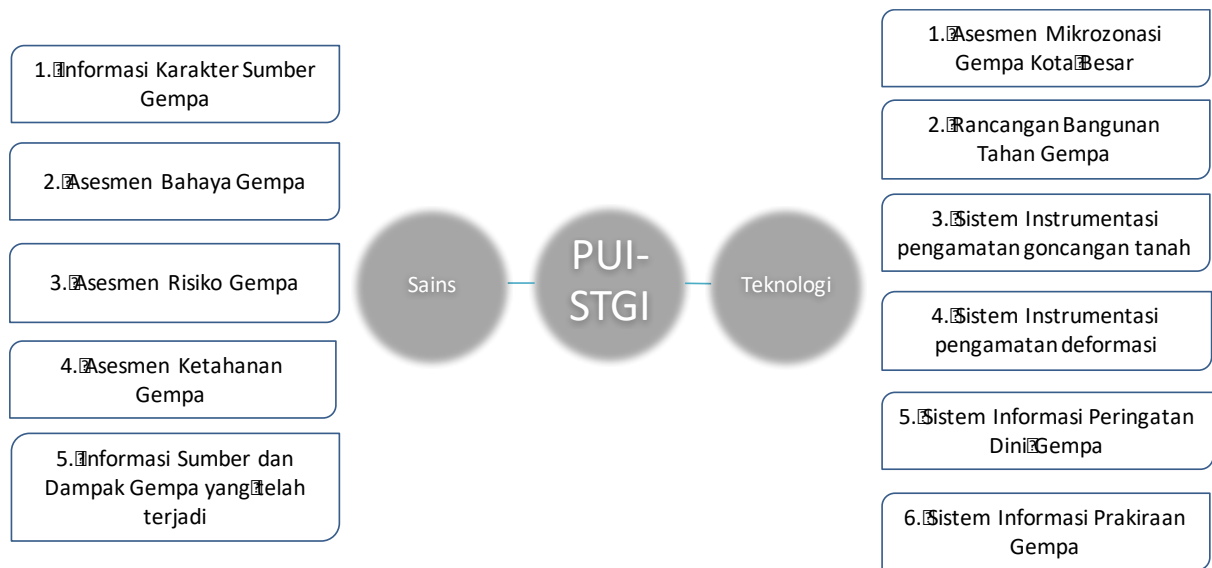 1. Informasi Karakter Sumber
Gempa
2. Asesmen Bahaya Gempa
3. Asesmen Risiko Gempa
4. Asesmen Ketahanan
Gempa
5. Informasi Sumber dan
Dampak Gempa yang telah
terjadi
Sains
PUI-
STGI
Teknologi
1. Asesmen Mikrozonasi
Gempa Kota Besar
2. Rancangan Bangunan
Tahan Gempa
3. Sistem Instrumentasi
pengamatan goncangan tanah
4. Sistem Instrumentasi
pengamatan deformasi
5. Sistem Informasi Peringatan
Dini Gempa
6. Sistem Informasi Prakiraan
Gempa